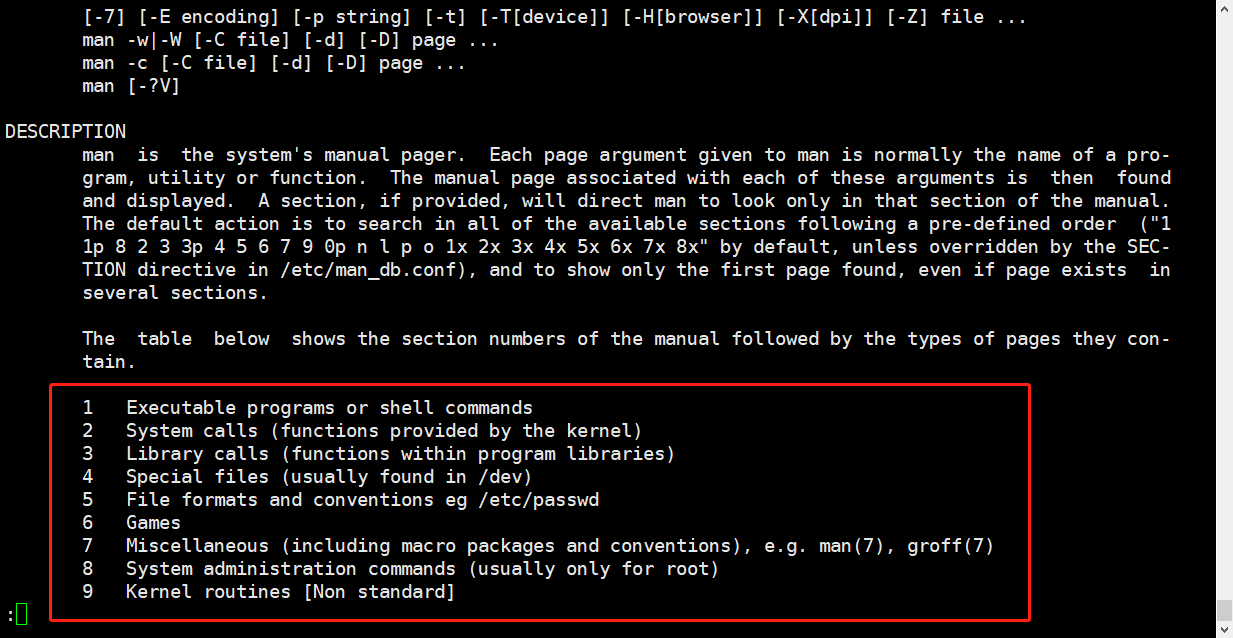 [-7] [-E encoding] [-p string] [-t] [-T[device]] [-H[browser]] [-X[dpi]] [-Z] file ...
man -w|-W [-C file] [-d] [-D] page ...
man -c [-C file] [-d] [-D] page ...
man [-?V]
DESCRIPTION
man  is  the system's manual pager.  Each page argument given to man is normally the name of a pro-
gram, utility or function.  The manual page associated with each of these arguments is  then  found
and displayed.  A section, if provided, will direct man to look only in that section of the manual.
The default action is to search in all of the available sections following a pre-defined order  ("1
1p 8 2 3 3p 4 5 6 7 9 0p n l p o 1x 2x 3x 4x 5x 6x 7x 8x" by default, unless overridden by the SEC-
TION directive in /etc/man_db.conf), and to show only the first page found, even if page exists  in
several sections.
The  table  below  shows the section numbers of the manual followed by the types of pages they con-
tain.
1   Executable programs or shell commands
2   System calls (functions provided by the kernel)
3   Library calls (functions within program libraries)
4   Special files (usually found in /dev)
5   File formats and conventions eg /etc/passwd
6   Games
7   Miscellaneous (including macro packages and conventions), e.g. man(7), groff(7)
8   System administration commands (usually only for root)
9   Kernel routines [Non standard]
: